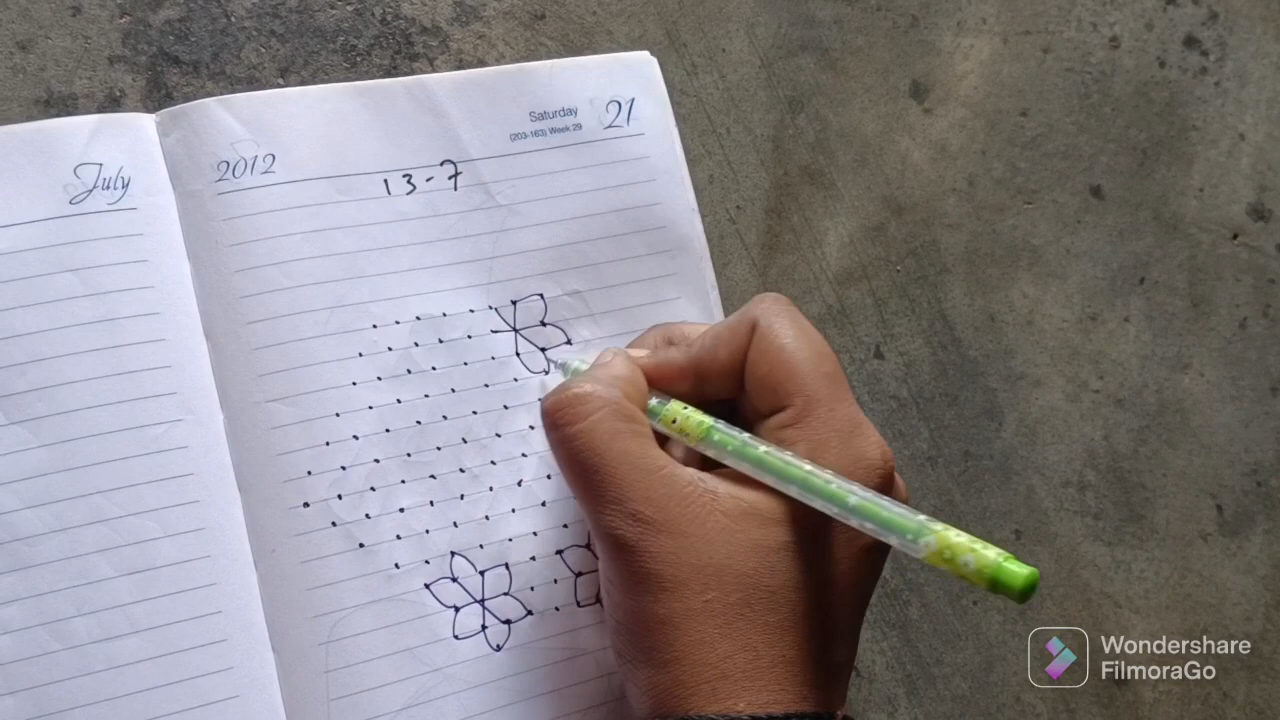 July
2012
Saturday 21
(203-163) Week 29
13-7
Wondershare
FilmoraGo